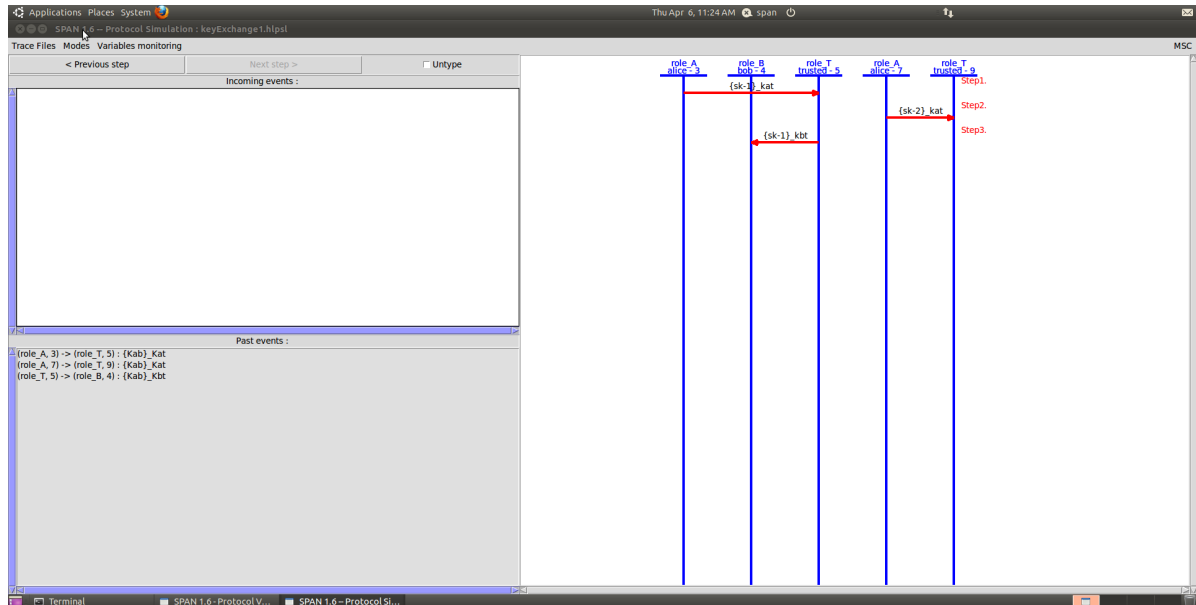 Applications Places System
Thu Apr 6, 11:24 AM span
SPAN 1.6 – Protocol Simulation : keyExchange1.hlpsl
Trace Files Modes Variables monitoring
MSC
< Previous step
Next step >
Untype
Incoming events :
Past events :
(role_A, 3) -> (role_T, 5) : {Kab}_Kat
(role_A, 7) -> (role_T, 9) : {Kab}_Kat
(role_T, 5) -> (role_B, 4) : {Kab}_Kbt
role_A
alice - 3
role_B
bob - 4
role_T
trusted - 5
role_A
alice - 7
role_T
trusted - 9
Step1.
{sk-1}_kat
Step2.
{sk-2}_kat
Step3.
{sk-1}_kbt
Terminal
SPAN 1.6 - Protocol V...
SPAN 1.6 – Protocol Si...